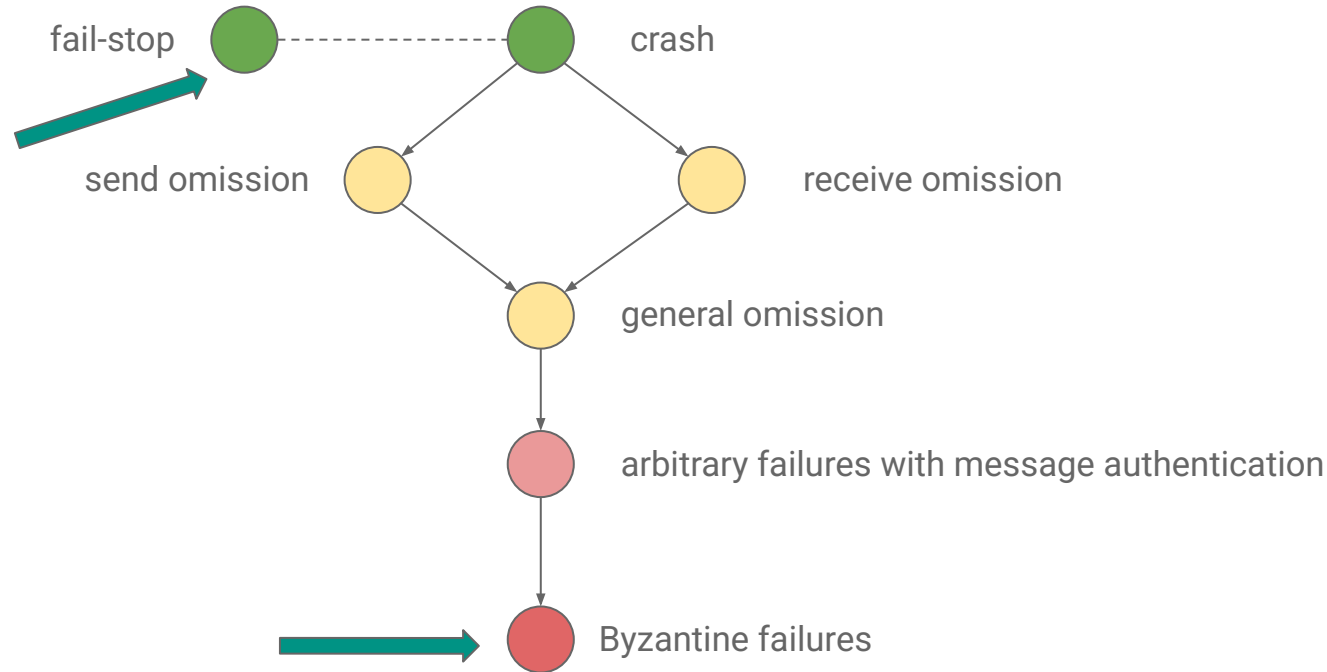 fail-stop
crash
send omission
receive omission
general omission
arbitrary failures with message authentication
Byzantine failures